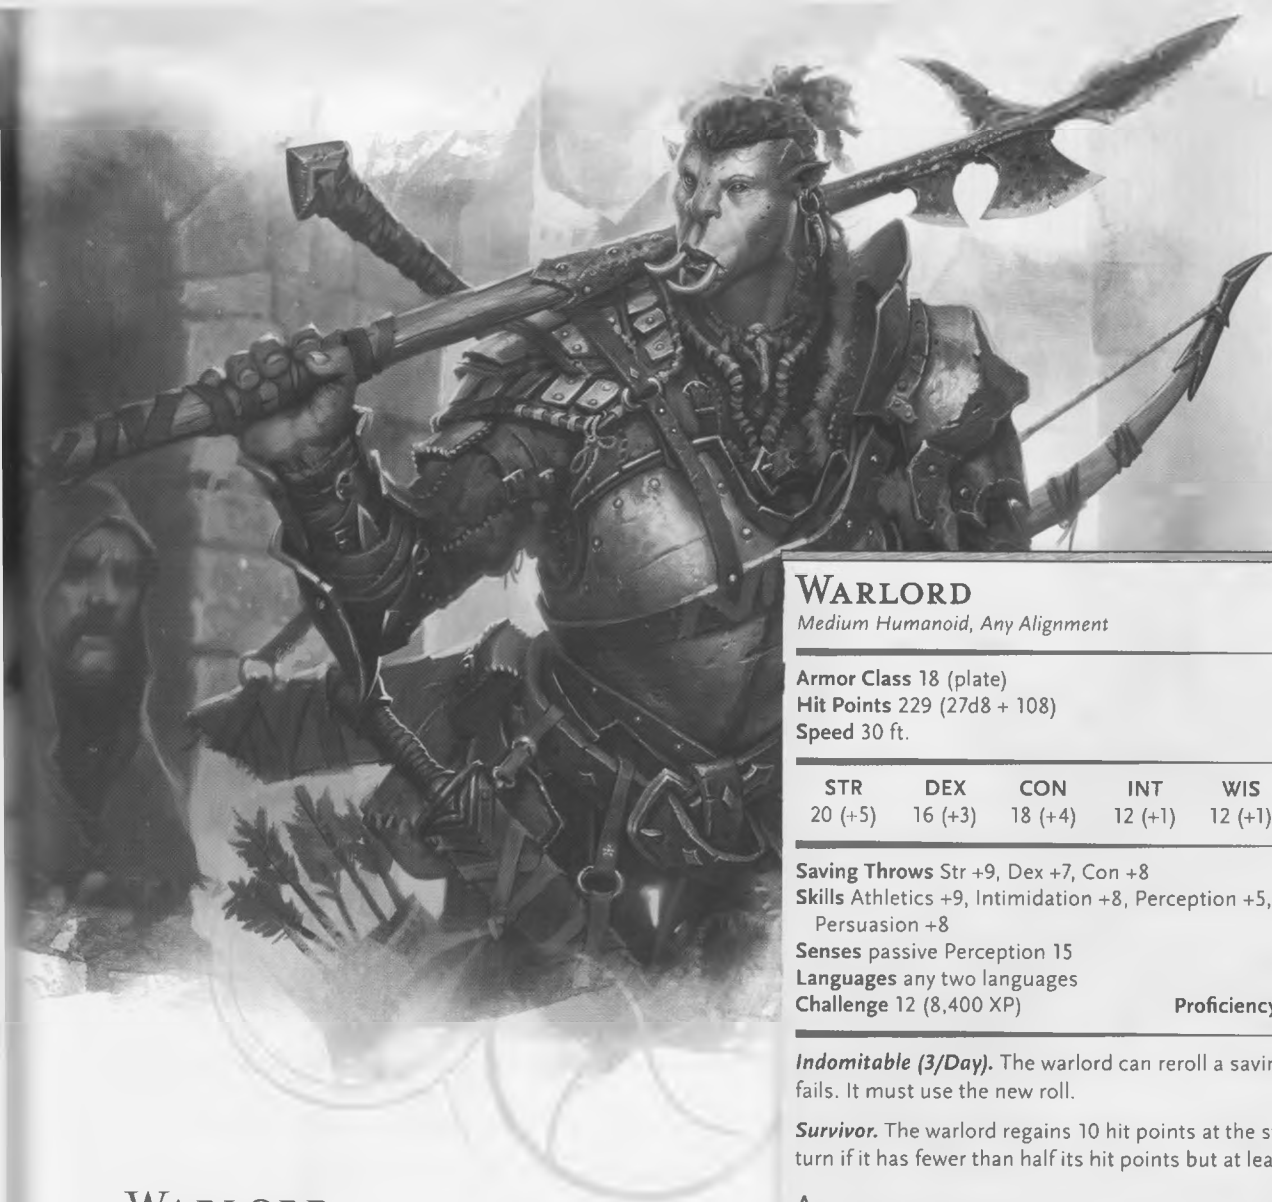 WARLORD
Medium Humanoid, Any Alignment
Armor Class 18 (plate)
Hit Points 229 (27d8 + 108)
Speed 30 ft.
STR DEX CON INT WIS
20 (+5) 16 (+3) 18 (+4) 12 (+1) 12 (+1)
Saving Throws Str +9, Dex +7, Con +8
Skills Athletics +9, Intimidation +8, Perception +5,
Persuasion +8
Senses passive Perception 15
Languages any two languages
Challenge 12 (8,400 XP) Proficiency
Indomitable (3/Day). The warlord can reroll a savin
fails. It must use the new roll.
Survivor. The warlord regains 10 hit points at the s
turn if it has fewer than half its hit points but at lea
WARLORD